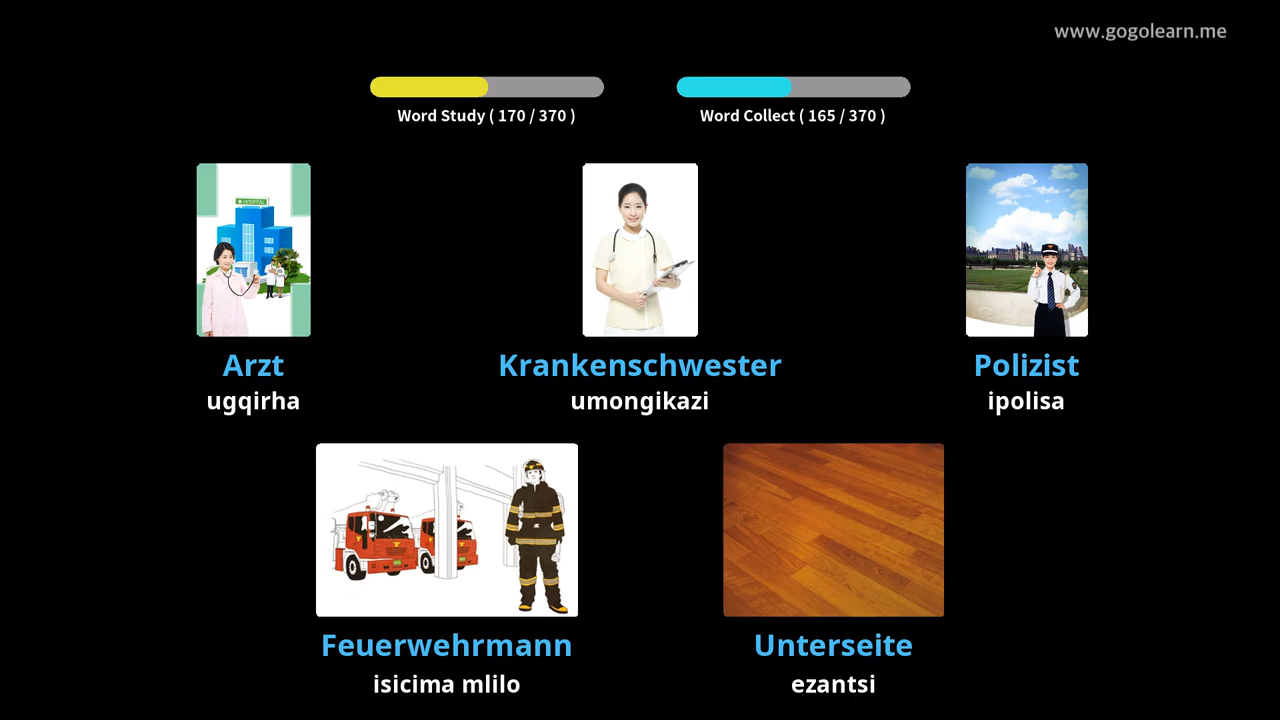 www.gogolearn.me
Word Study ( 170 / 370 )
Word Collect ( 165 / 370 )
HOSPITAL
Arzt
Krankenschwester
Polizist
ugqirha
umongikazi
ipolisa
Feuerwehrmann
Unterseite
isicima mlilo
ezantsi